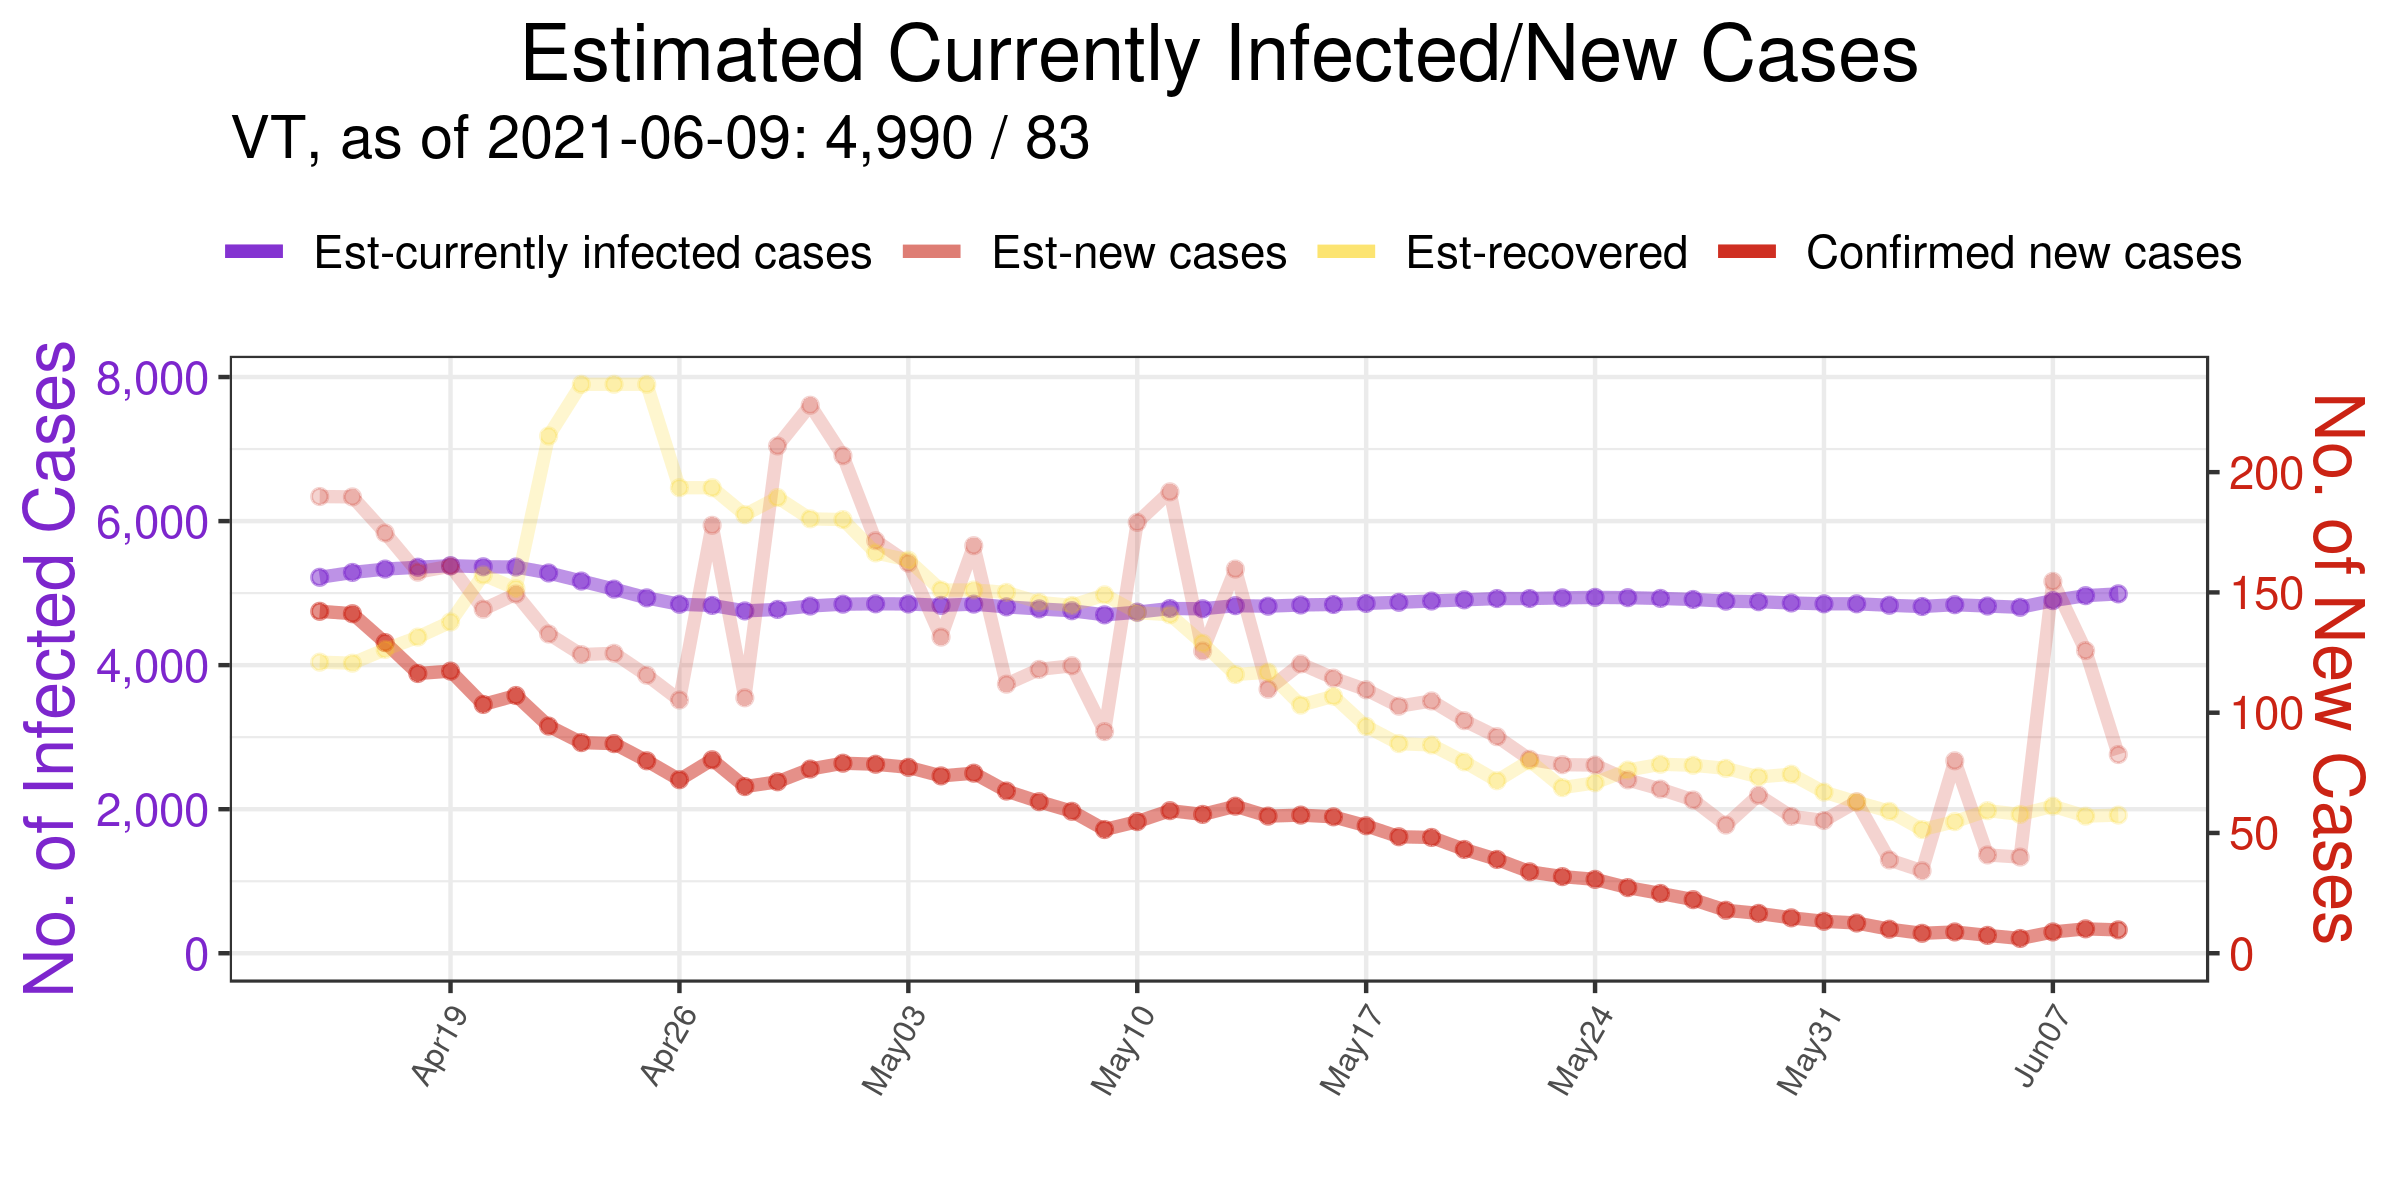 Estimated Currently Infected/New Cases
VT, as of 2021-06-09: 4,990 / 83
Est-currently infected cases Est-new cases Est-recovered Confirmed new cases
No. of Infected Cases
8,000
6,000
4,000
2,000
0
200
150
100
50
0
No. of New Cases
Apr19 Apr26 May03 May10 May17 May24 May31 Jun07